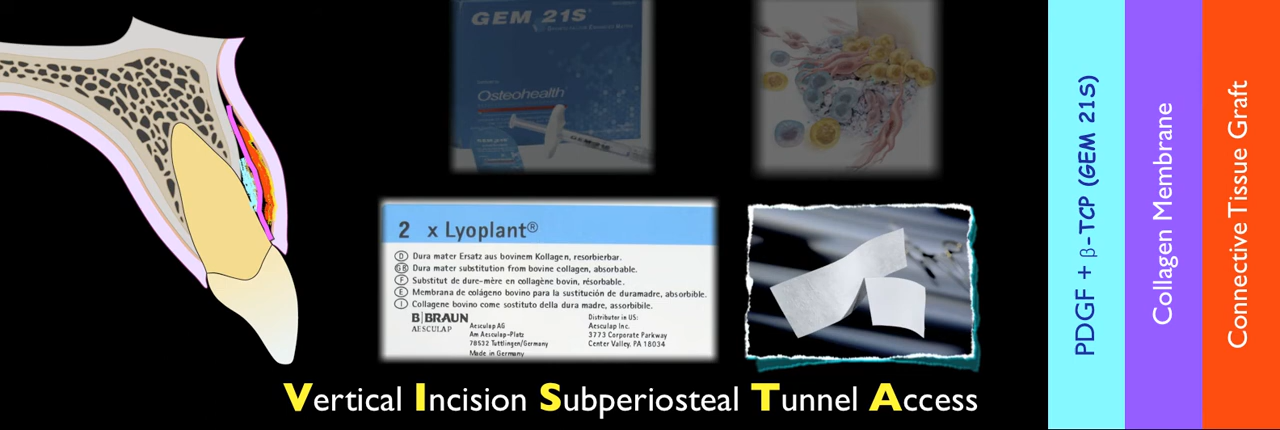 GEM 21S®
Osteohealth
GEM 21S
2 x Lyoplant®
D Dura mater Ersatz aus bovinem Kollagen, resorbierbar.
GB Dura mater substitution from bovine collagen, absorbable.
F Substitut de dure-mère en collagène bovin, résorbable.
E Membrana de colágeno bovino para la sustitución de duramadre, absorbible.
I Collagene bovino come sostituto della dura madre, assorbibile.
B|BRAUN
AESCULAP
Aesculap AG
Am Aesculap-Platz
78532 Tuttlingen/Germany
Made in Germany
Distributor in US:
Aesculap Inc.
3773 Corporate Parkway
Center Valley, PA 18034
Vertical Incision Subperiosteal Tunnel Access
PDGF + β-TCP (GEM 21S)
Collagen Membrane
Connective Tissue Graft